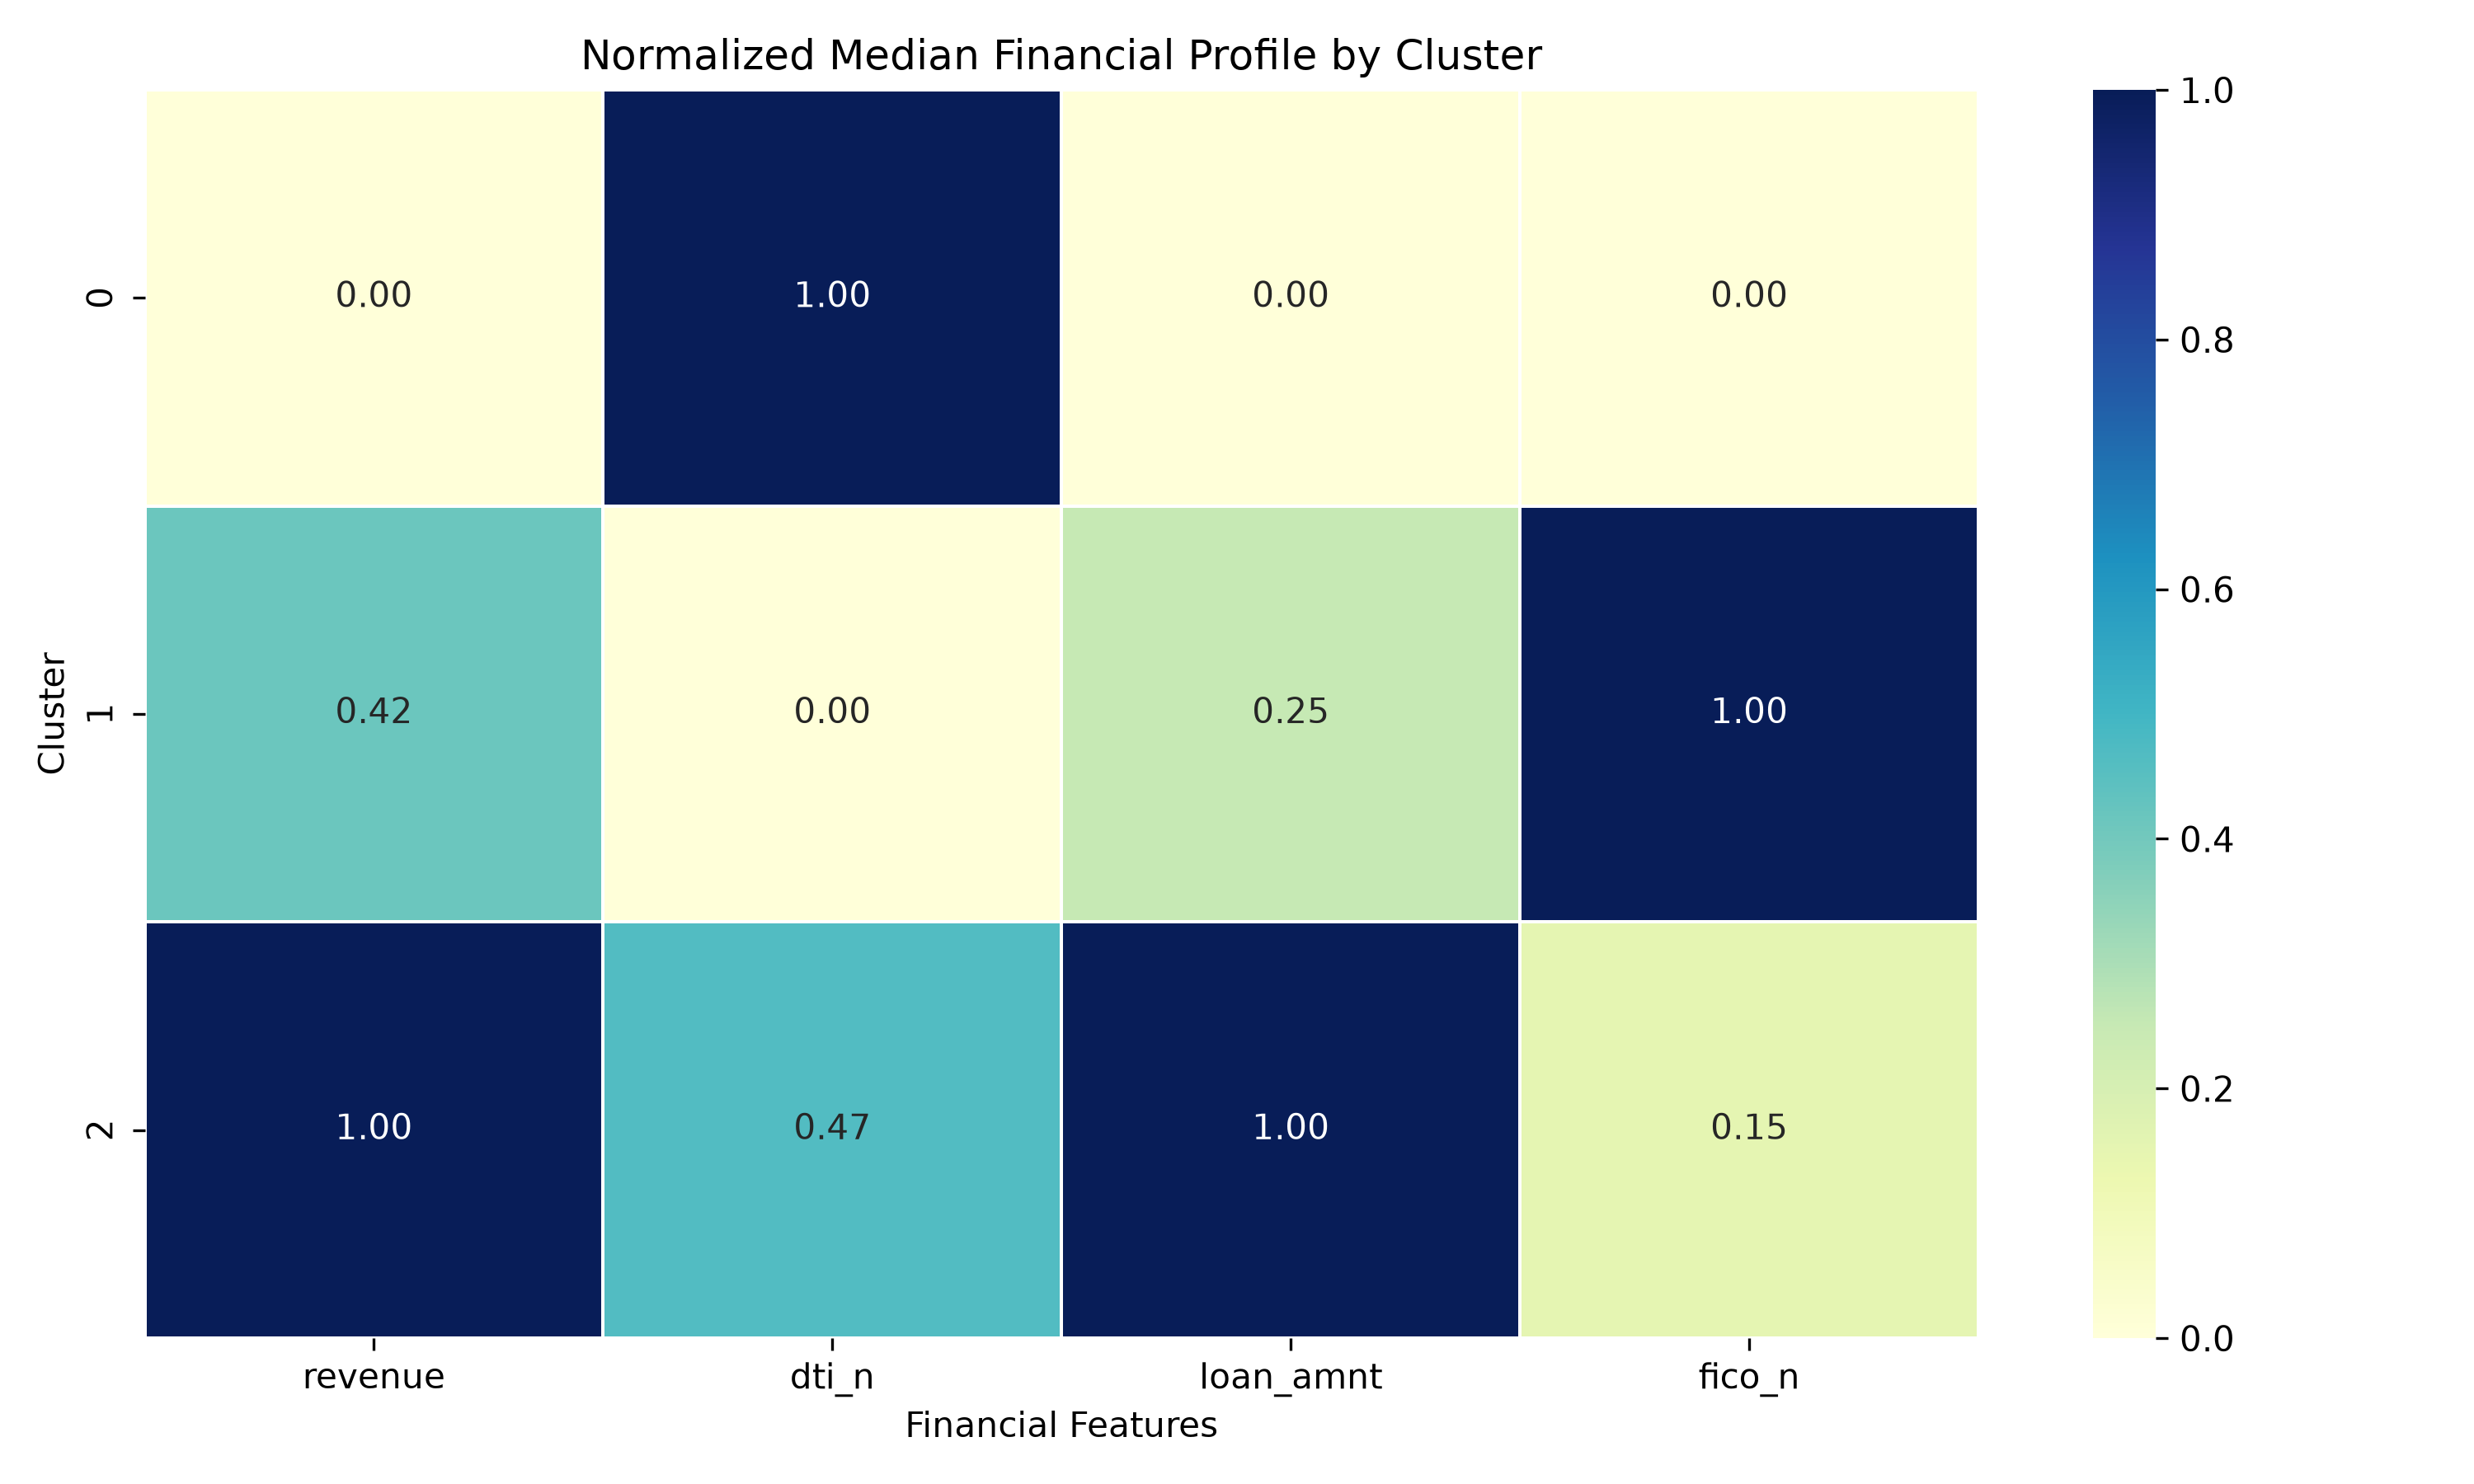 Normalized Median Financial Profile by Cluster
0.00 1.00 0.00 0.00
0.42 0.00 0.25 1.00
1.00 0.47 1.00 0.15
0
1
2
Cluster
revenue dti_n loan_amnt fico_n
Financial Features
1.0
0.8
0.6
0.4
0.2
0.0